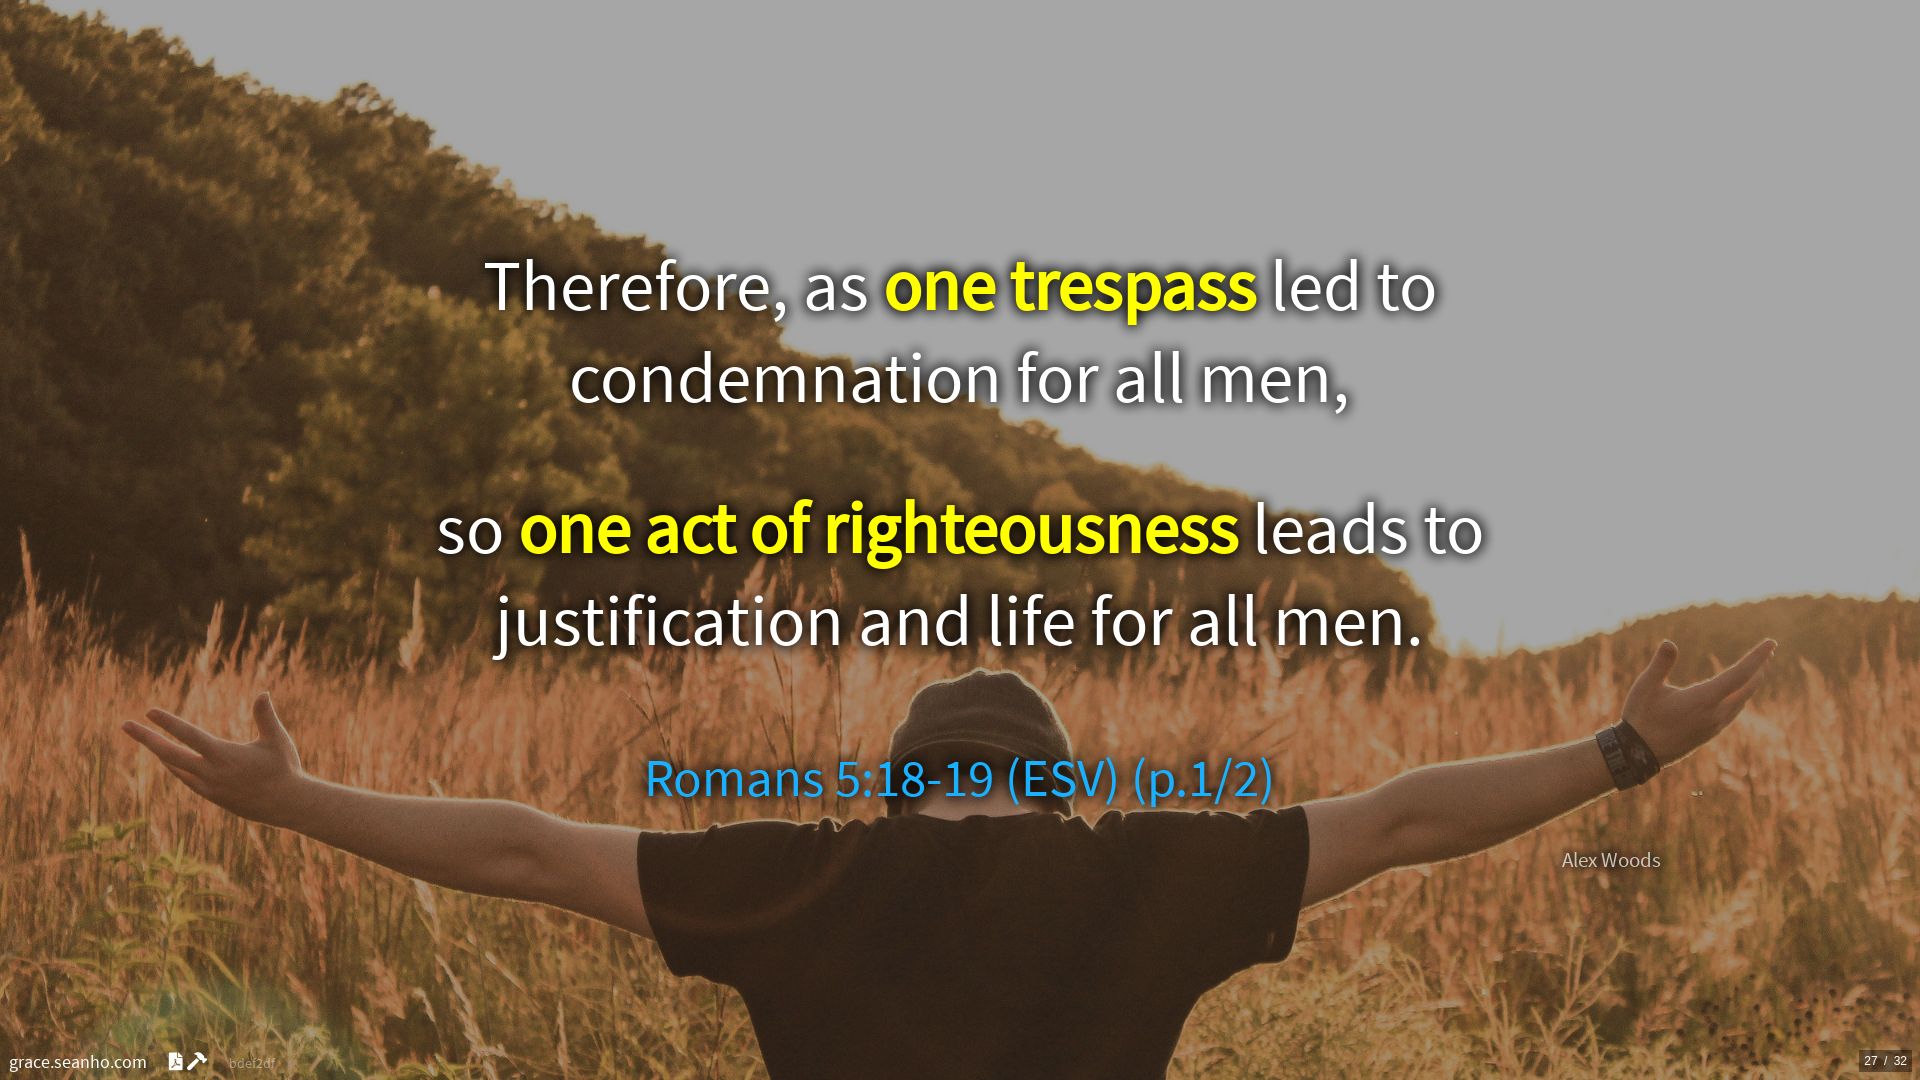 Therefore, as one trespass led to
condemnation for all men,
so one act of righteousness leads to
justification and life for all men.
Romans 5:18-19 (ESV) (p.1/2)
Alex Woods
grace.seanho.com
bdef2df
27 / 32